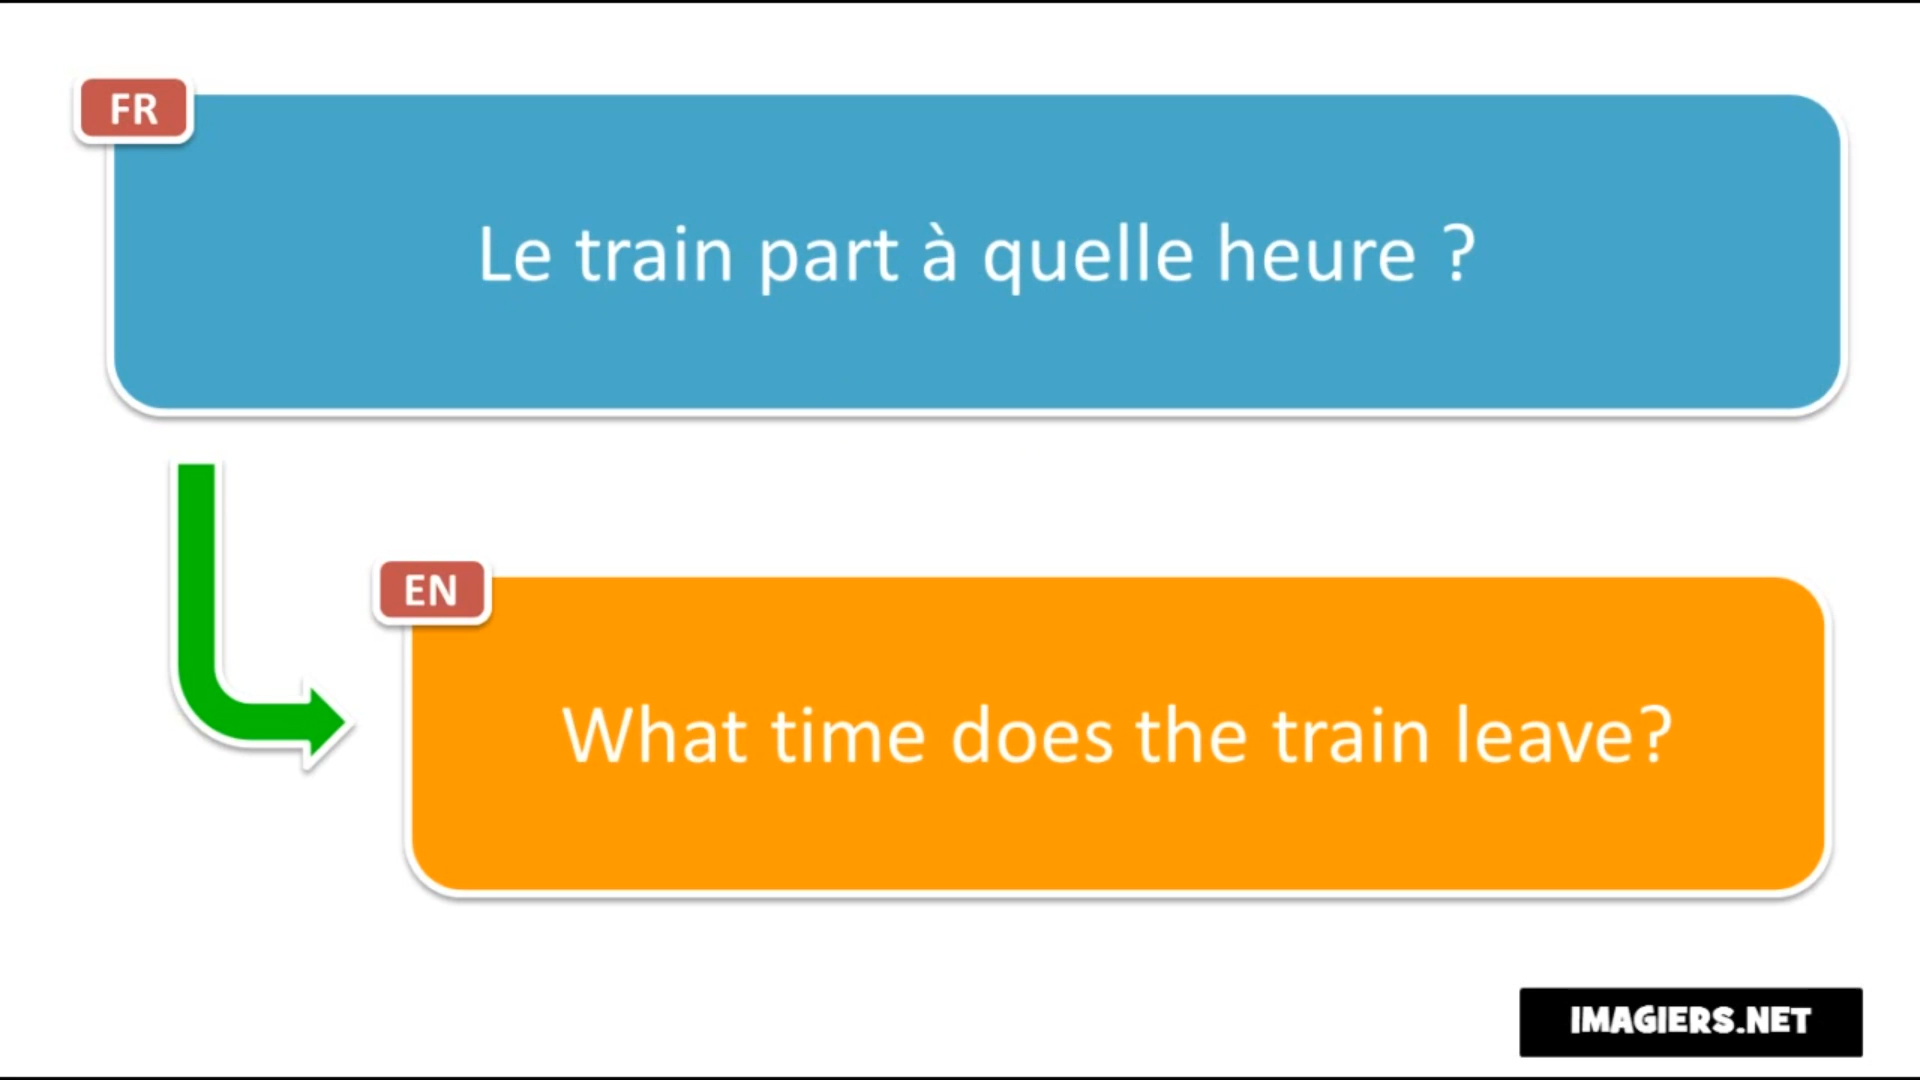 FR
Le train part à quelle heure ?
EN
What time does the train leave?
IMAGIERS.NET